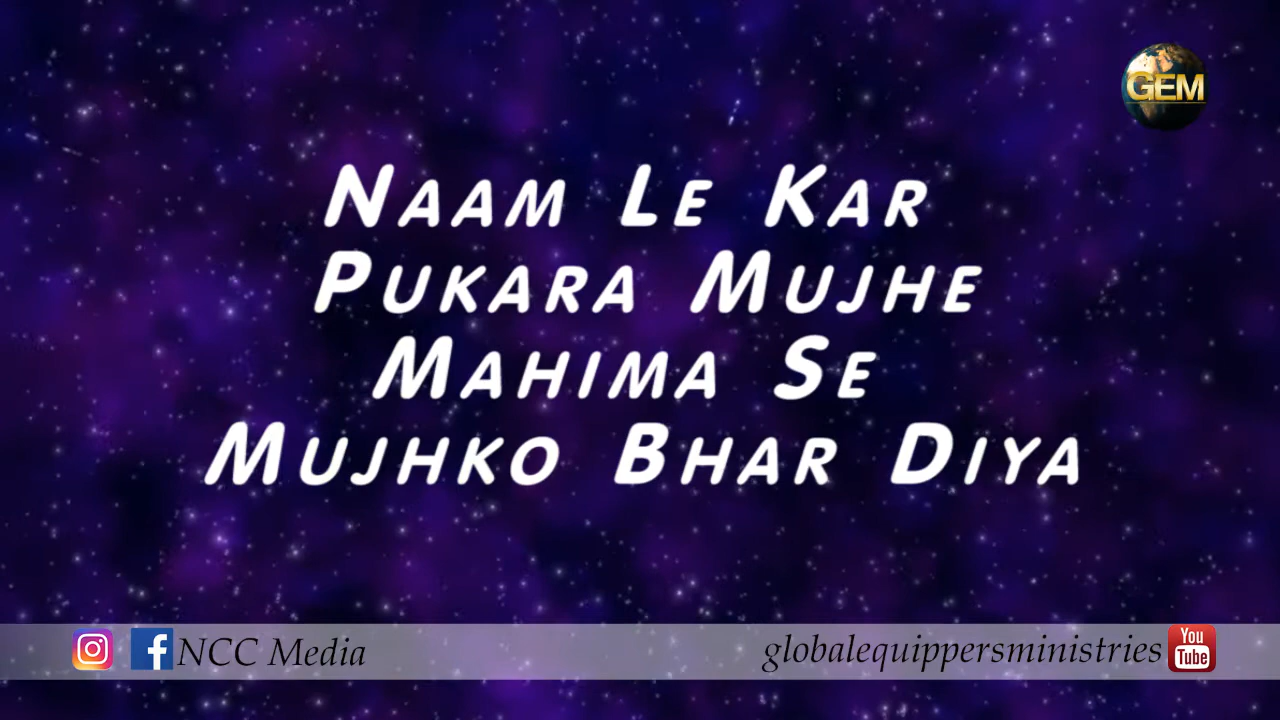 GEM
NAAM LE KAR
PUKARA MUJHE
MAHIMA SE
MUJHKO BHAR DIYA
NCC Media
globalequippersministries
You
Tube